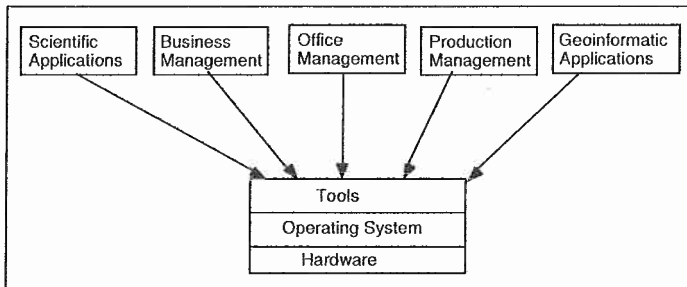 Scientific
Applications
Business
Management
Office
Management
Production
Management
Geoinformatic
Applications
Tools
Operating System
Hardware